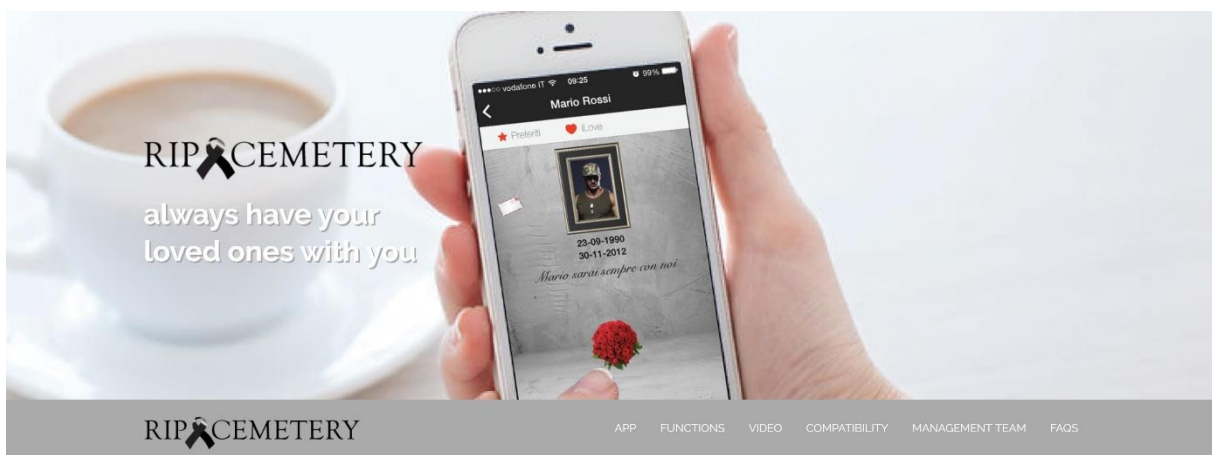 vodafone IT 09:25 99%
Mario Rossi
Preferiti iLove
RIP CEMETERY
always have your
loved ones with you
23-09-1990
30-11-2012
Mario sarai sempre con noi
RIP CEMETERY
APP FUNCTIONS VIDEO COMPATIBILITY MANAGEMENT TEAM FAQS